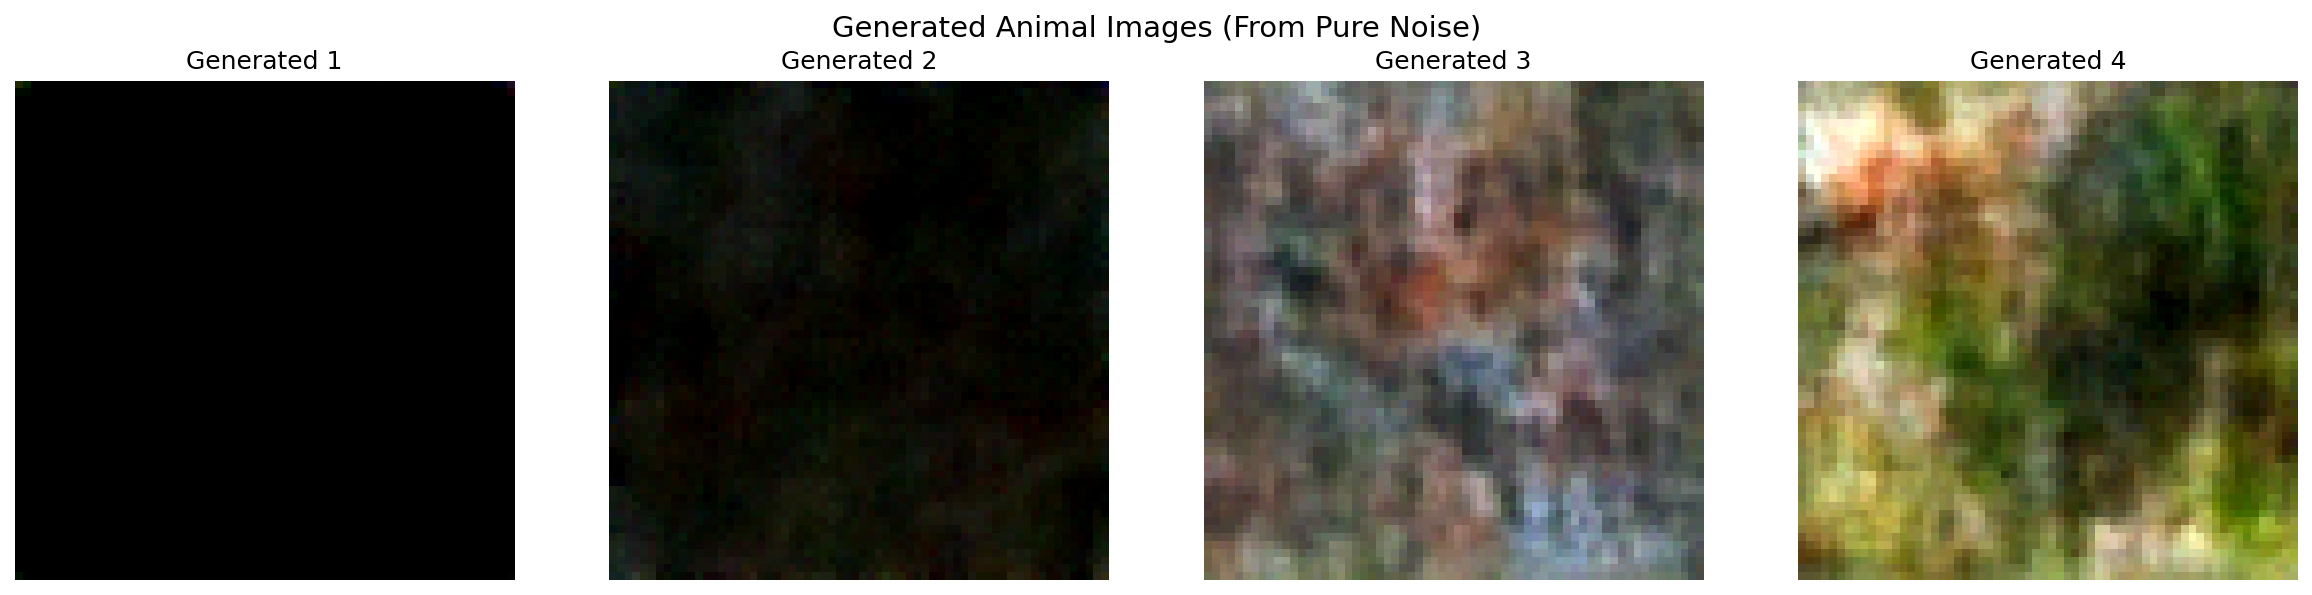 Generated Animal Images (From Pure Noise)
Generated 1
Generated 2
Generated 3
Generated 4